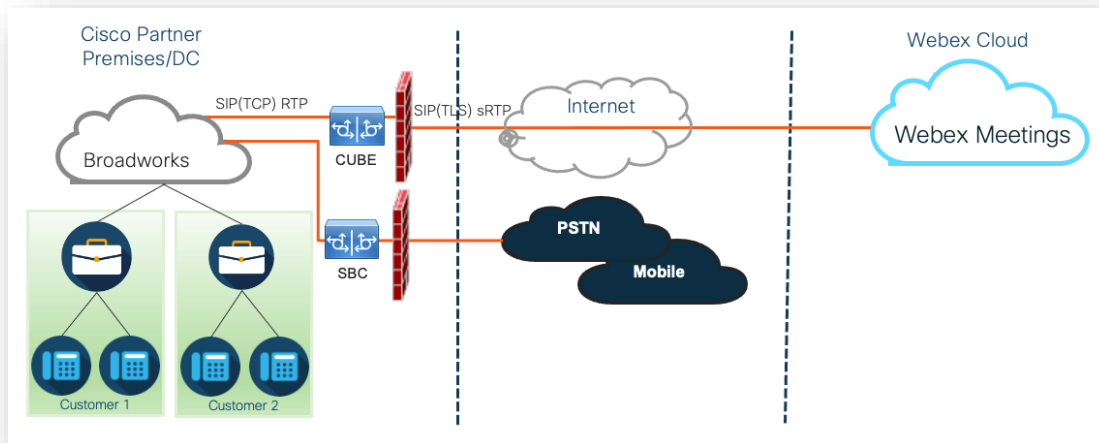 Cisco Partner
Premises/DC
Webex Cloud
SIP(TCP) RTP
SIP(TLS) sRTP
Internet
Webex Meetings
Broadworks
CUBE
PSTN
SBC
Mobile
Customer 1
Customer 2